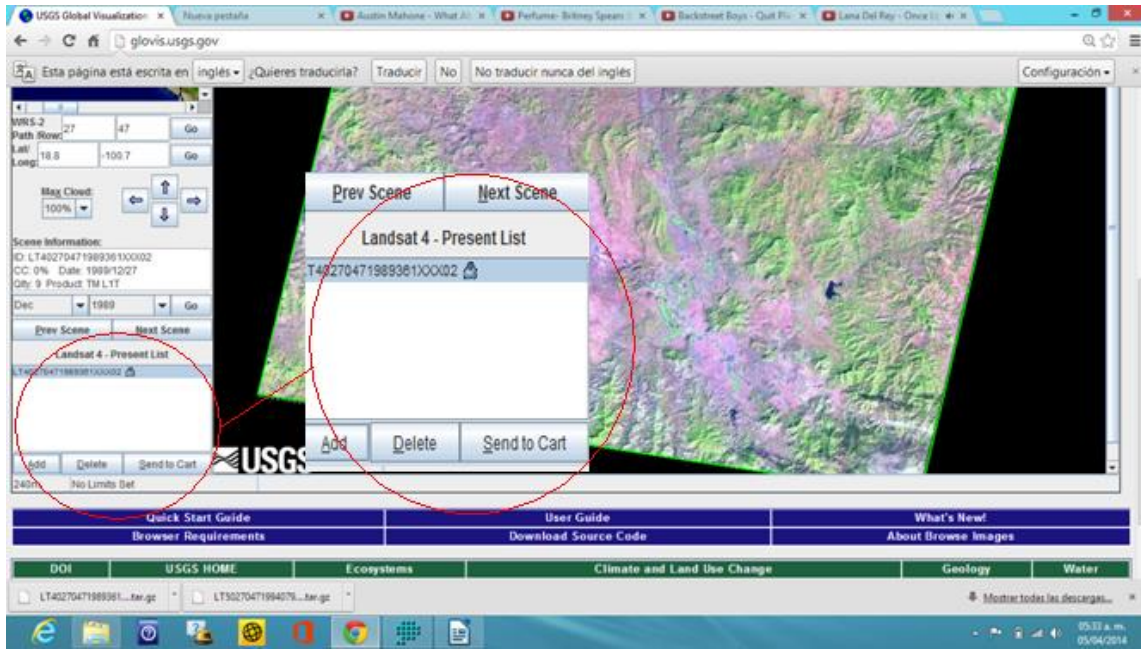 USGS Global Visualization
Nueva pestaña
Austin Mahone - What A
Perfume- Britney Spears
Backstreet Boys - Quit Pl
Lana Del Rey - Once
glovis.usgs.gov
Esta página está escrita en inglés ¿Quieres traducirla? Traducir No No traducir nunca del inglés Configuración
WRS-2
Path/Row: 27 47 Go
Lat/
Long: 18.8 -100.7 Go
Max Cloud:
100%
Scene Information:
ID: LT40270471989361XXX02
CC: 0% Date: 1989/12/27
Qlty: 9 Product: TM L1T
Dec 1989 Go
Prev Scene Next Scene
Landsat 4 - Present List
LT40270471989361XXX02
Add Delete Send to Cart
240m No Limits Set
Prev Scene Next Scene
Landsat 4 - Present List
LT40270471989361XXX02
Add Delete Send to Cart
USGS
Quick Start Guide User Guide What's New!
Browser Requirements Download Source Code About Browse Images
DOI USGS HOME Ecosystems Climate and Land Use Change Geology Water
LT40270471989361....tar.gz LT50270471994079....tar.gz Mostrar todas las descargas...
05:33 a. m.
05/04/2014